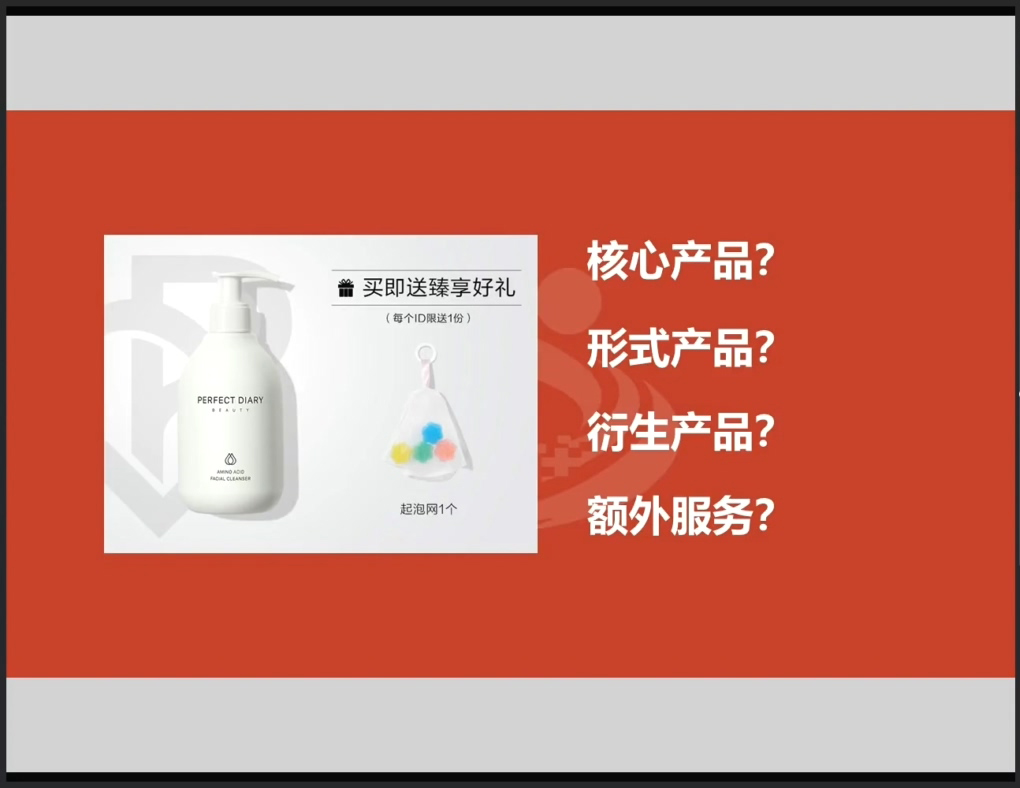 买即送臻享好礼
（每个ID限送1份）
PERFECT DIARY
BEAUTY
AMINO ACID
FACIAL CLEANSER
起泡网1个
核心产品?
形式产品?
衍生产品?
额外服务?